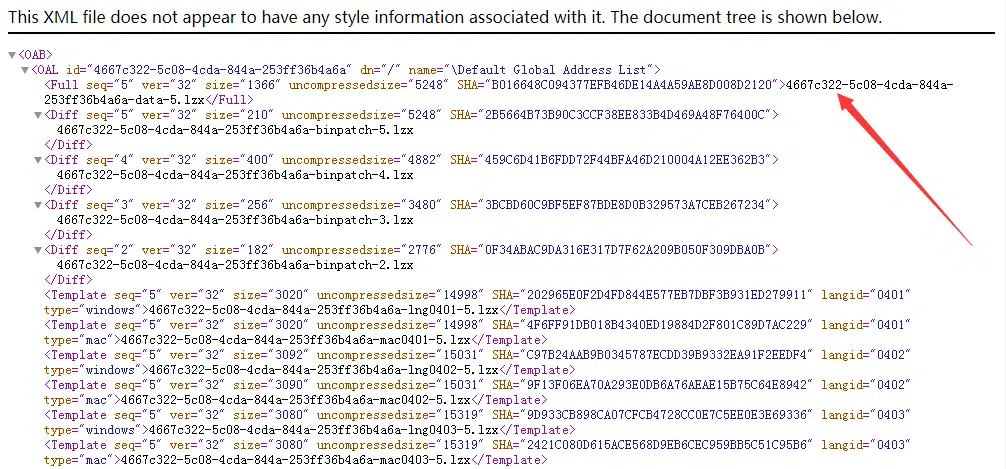 This XML file does not appear to have any style information associated with it. The document tree is shown below.
▼<OAB>
▼<OAL id="4667c322-5c08-4cda-844a-253ff36b4a6a" dn="/" name="\Default Global Address List">
<Full seq="5" ver="32" size="1366" uncompressedsize="5248" SHA="B016648C094377EFB46DE14A4A59AE8D008D2120">4667c322-5c08-4cda-844a-
253ff36b4a6a-data-5.lzx</Full>
▼<Diff seq="5" ver="32" size="210" uncompressedsize="5248" SHA="2B5664B73B90C3CCF38EE833B4D469A48F76400C">
4667c322-5c08-4cda-844a-253ff36b4a6a-binpatch-5.lzx
</Diff>
▼<Diff seq="4" ver="32" size="400" uncompressedsize="4882" SHA="459C6D41B6FDD72F44BFA46D210004A12EE362B3">
4667c322-5c08-4cda-844a-253ff36b4a6a-binpatch-4.lzx
</Diff>
▼<Diff seq="3" ver="32" size="256" uncompressedsize="3480" SHA="3BCBD60C9BF5EF87BDE8D0B329573A7CEB267234">
4667c322-5c08-4cda-844a-253ff36b4a6a-binpatch-3.lzx
</Diff>
▼<Diff seq="2" ver="32" size="182" uncompressedsize="2776" SHA="0F34ABAC9DA316E317D7F62A209B050F309DBA0B">
4667c322-5c08-4cda-844a-253ff36b4a6a-binpatch-2.lzx
</Diff>
<Template seq="5" ver="32" size="3020" uncompressedsize="14998" SHA="202965E0F2D4FD844E577EB7DBF3B931ED279911" langid="0401"
type="windows">4667c322-5c08-4cda-844a-253ff36b4a6a-lng0401-5.lzx</Template>
<Template seq="5" ver="32" size="3020" uncompressedsize="14998" SHA="4F6FF91DB018B4340ED19884D2F801C89D7AC229" langid="0401"
type="mac">4667c322-5c08-4cda-844a-253ff36b4a6a-mac0401-5.lzx</Template>
<Template seq="5" ver="32" size="3092" uncompressedsize="15031" SHA="C97B24AAB9B0345787ECDD39B9332EA91F2EEDF4" langid="0402"
type="windows">4667c322-5c08-4cda-844a-253ff36b4a6a-lng0402-5.lzx</Template>
<Template seq="5" ver="32" size="3090" uncompressedsize="15031" SHA="9F13F06EA70A293E0DB6A76AEAE15B75C64E8942" langid="0402"
type="mac">4667c322-5c08-4cda-844a-253ff36b4a6a-mac0402-5.lzx</Template>
<Template seq="5" ver="32" size="3080" uncompressedsize="15319" SHA="9D933CB898CA07CFCB4728CC0E7C5EE0E3E69336" langid="0403"
type="windows">4667c322-5c08-4cda-844a-253ff36b4a6a-lng0403-5.lzx</Template>
<Template seq="5" ver="32" size="3080" uncompressedsize="15319" SHA="2421C080D615ACE568D9EB6CEC959BB5C51C95B6" langid="0403"
type="mac">4667c322-5c08-4cda-844a-253ff36b4a6a-mac0403-5.lzx</Template>